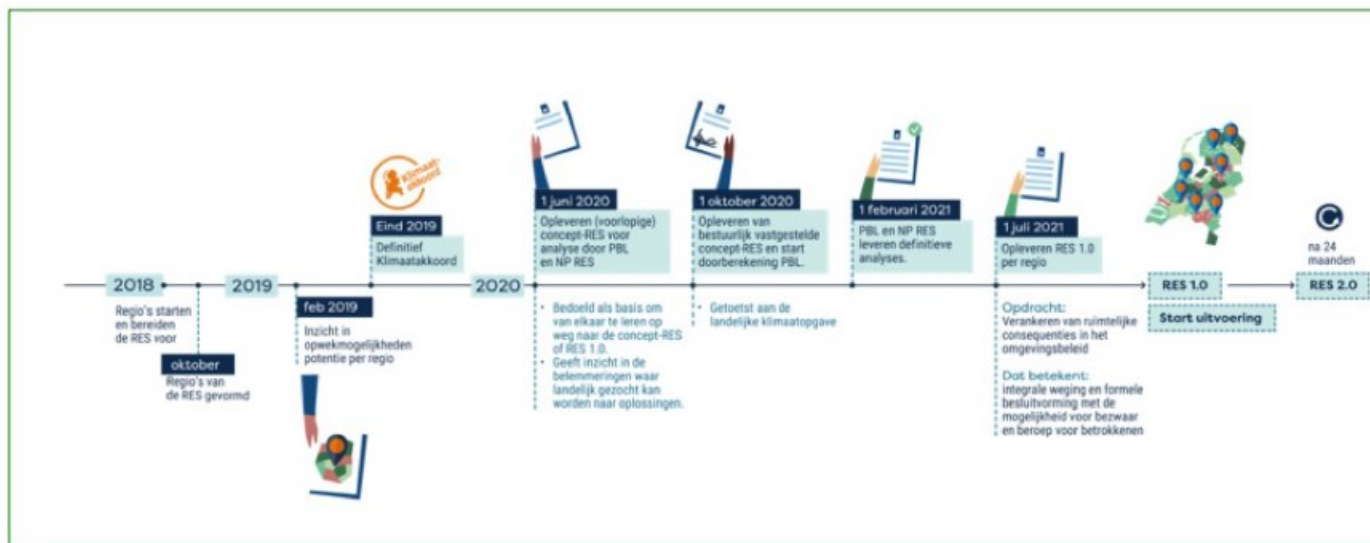 2018
Regio's starten
en bereiden
de RES voor
oktober
Regio's van
de RES gevormd
2019
feb 2019
Inzicht in
opwekmogelijkheden
potentie per regio
Klimaat-
akkoord
Eind 2019
Definitief
Klimaatakkoord
2020
1 juni 2020
Opleveren (voorlopige)
concept-RES voor
analyse door PBL
en NP RES
• Bedoeld als basis om
van elkaar te leren op
weg naar de concept-RES
of RES 1.0.
• Geeft inzicht in de
belemmeringen waar
landelijk gezocht kan
worden naar oplossingen.
1 oktober 2020
Opleveren van
bestuurlijk vastgestelde
concept-RES en start
doorberekening PBL.
• Getoetst aan de
landelijke klimaatopgave
1 februari 2021
PBL en NP RES
leveren definitieve
analyses.
1 juli 2021
Opleveren RES 1.0
per regio
Opdracht:
Verankeren van ruimtelijke
consequenties in het
omgevingsbeleid
Dat betekent:
integrale weging en formele
besluitvorming met de
mogelijkheid voor bezwaar
en beroep voor betrokkenen
RES 1.0
Start uitvoering
na 24
maanden
RES 2.0